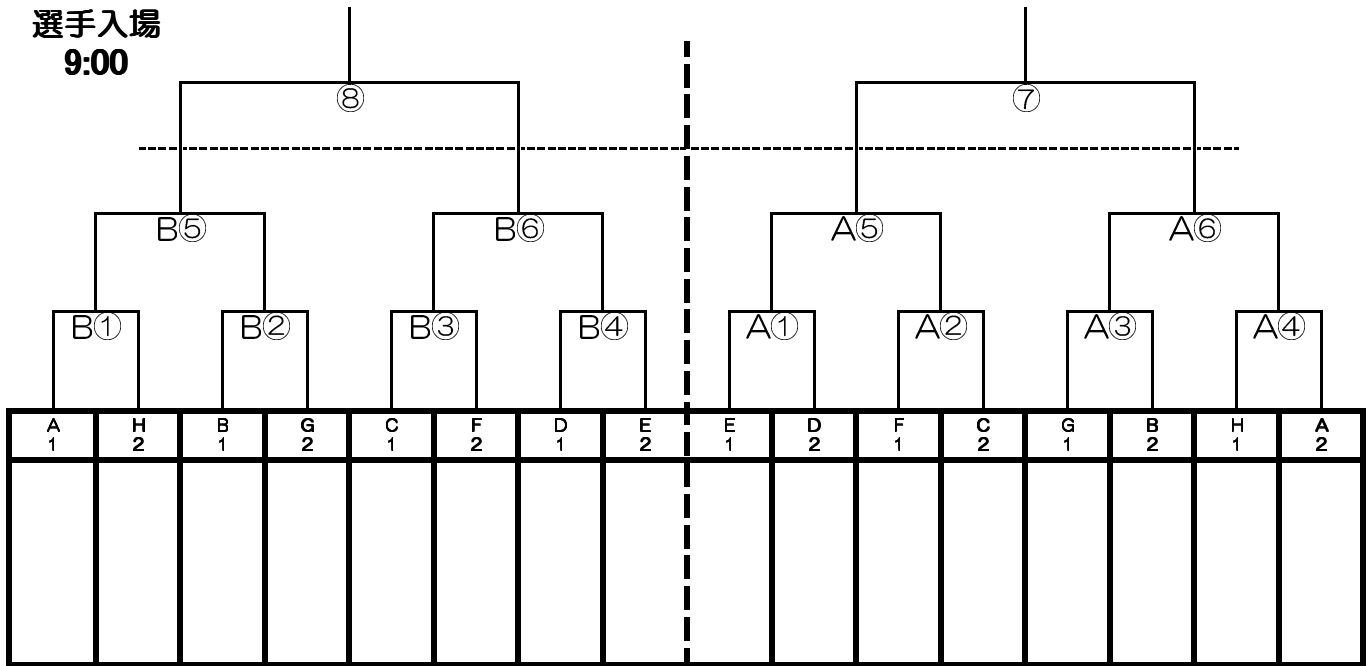 選手入場
9:00
⑧ ⑦
B⑤ B⑥ A⑤ A⑥
B① B② B③ B④ A① A② A③ A④
A H B G C F D E E D F C G B H A
1 2 1 2 1 2 1 2 1 2 1 2 1 2 1 2